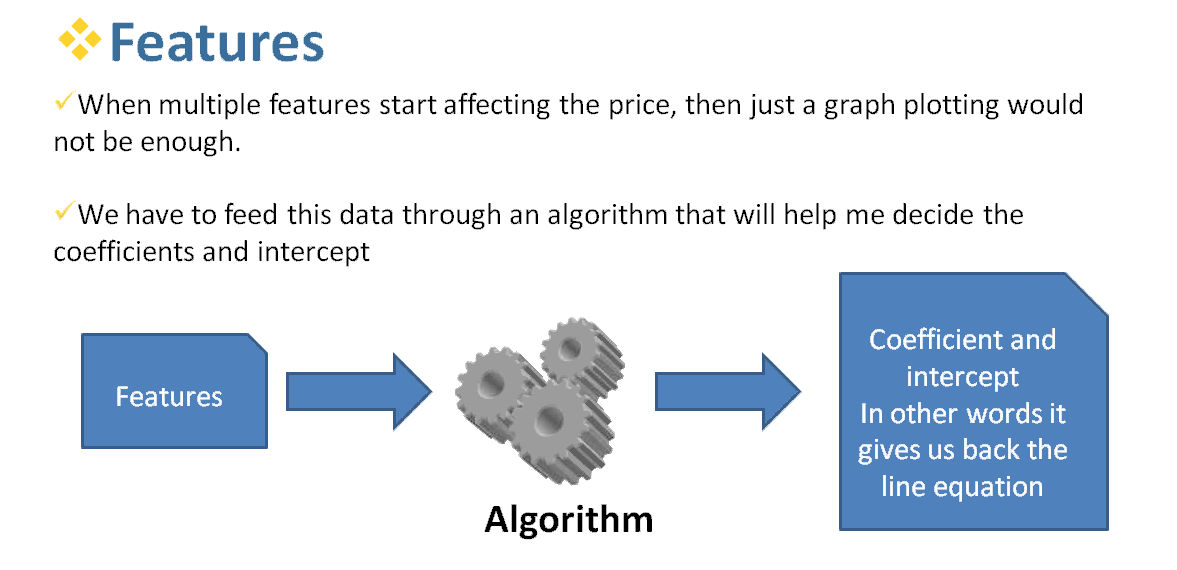 Features
When multiple features start affecting the price, then just a graph plotting would
not be enough.
We have to feed this data through an algorithm that will help me decide the
coefficients and intercept
Features
Algorithm
Coefficient and
intercept
In other words it
gives us back the
line equation